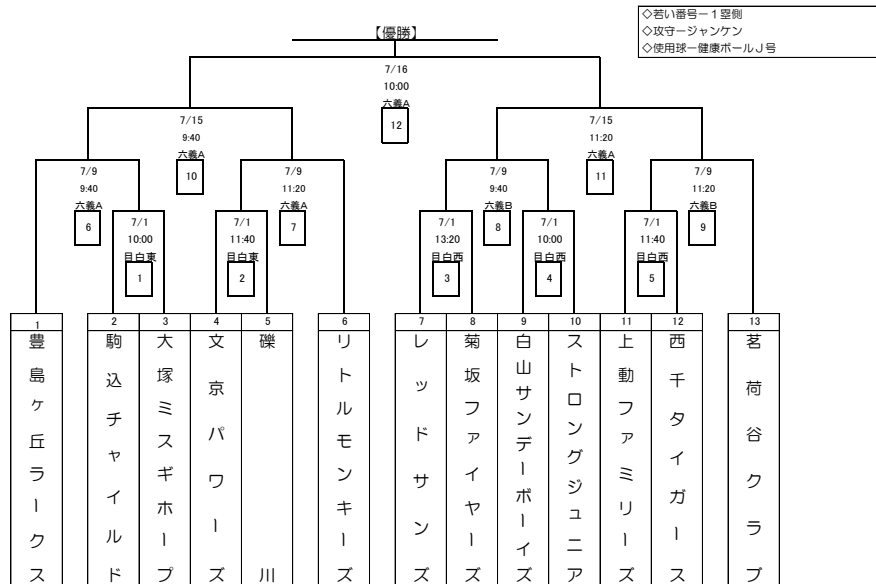 ◇若い番号－１塁側
◇攻守－ジャンケン
◇使用球－健康ボールＪ号
【優勝】
7/16
10:00
六義A
12
7/15
9:40
六義A
10
7/15
11:20
六義A
11
7/9
9:40
六義A
6
7/9
11:20
六義A
7
7/9
9:40
六義B
8
7/9
11:20
六義B
9
7/1
10:00
目白東
1
7/1
11:40
目白東
2
7/1
13:20
目白西
3
7/1
10:00
目白西
4
7/1
11:40
目白西
5
1
豊島ヶ丘ラークス
2
駒込チャイルド
3
大塚ミスギホープ
4
文京パワーズ
5
礫川
6
リトルモンキーズ
7
レッドサンズ
8
菊坂ファイヤーズ
9
白山サンデーボーイズ
10
ストロングジュニア
11
上動ファミリーズ
12
西千タイガース
13
茗荷谷クラブ